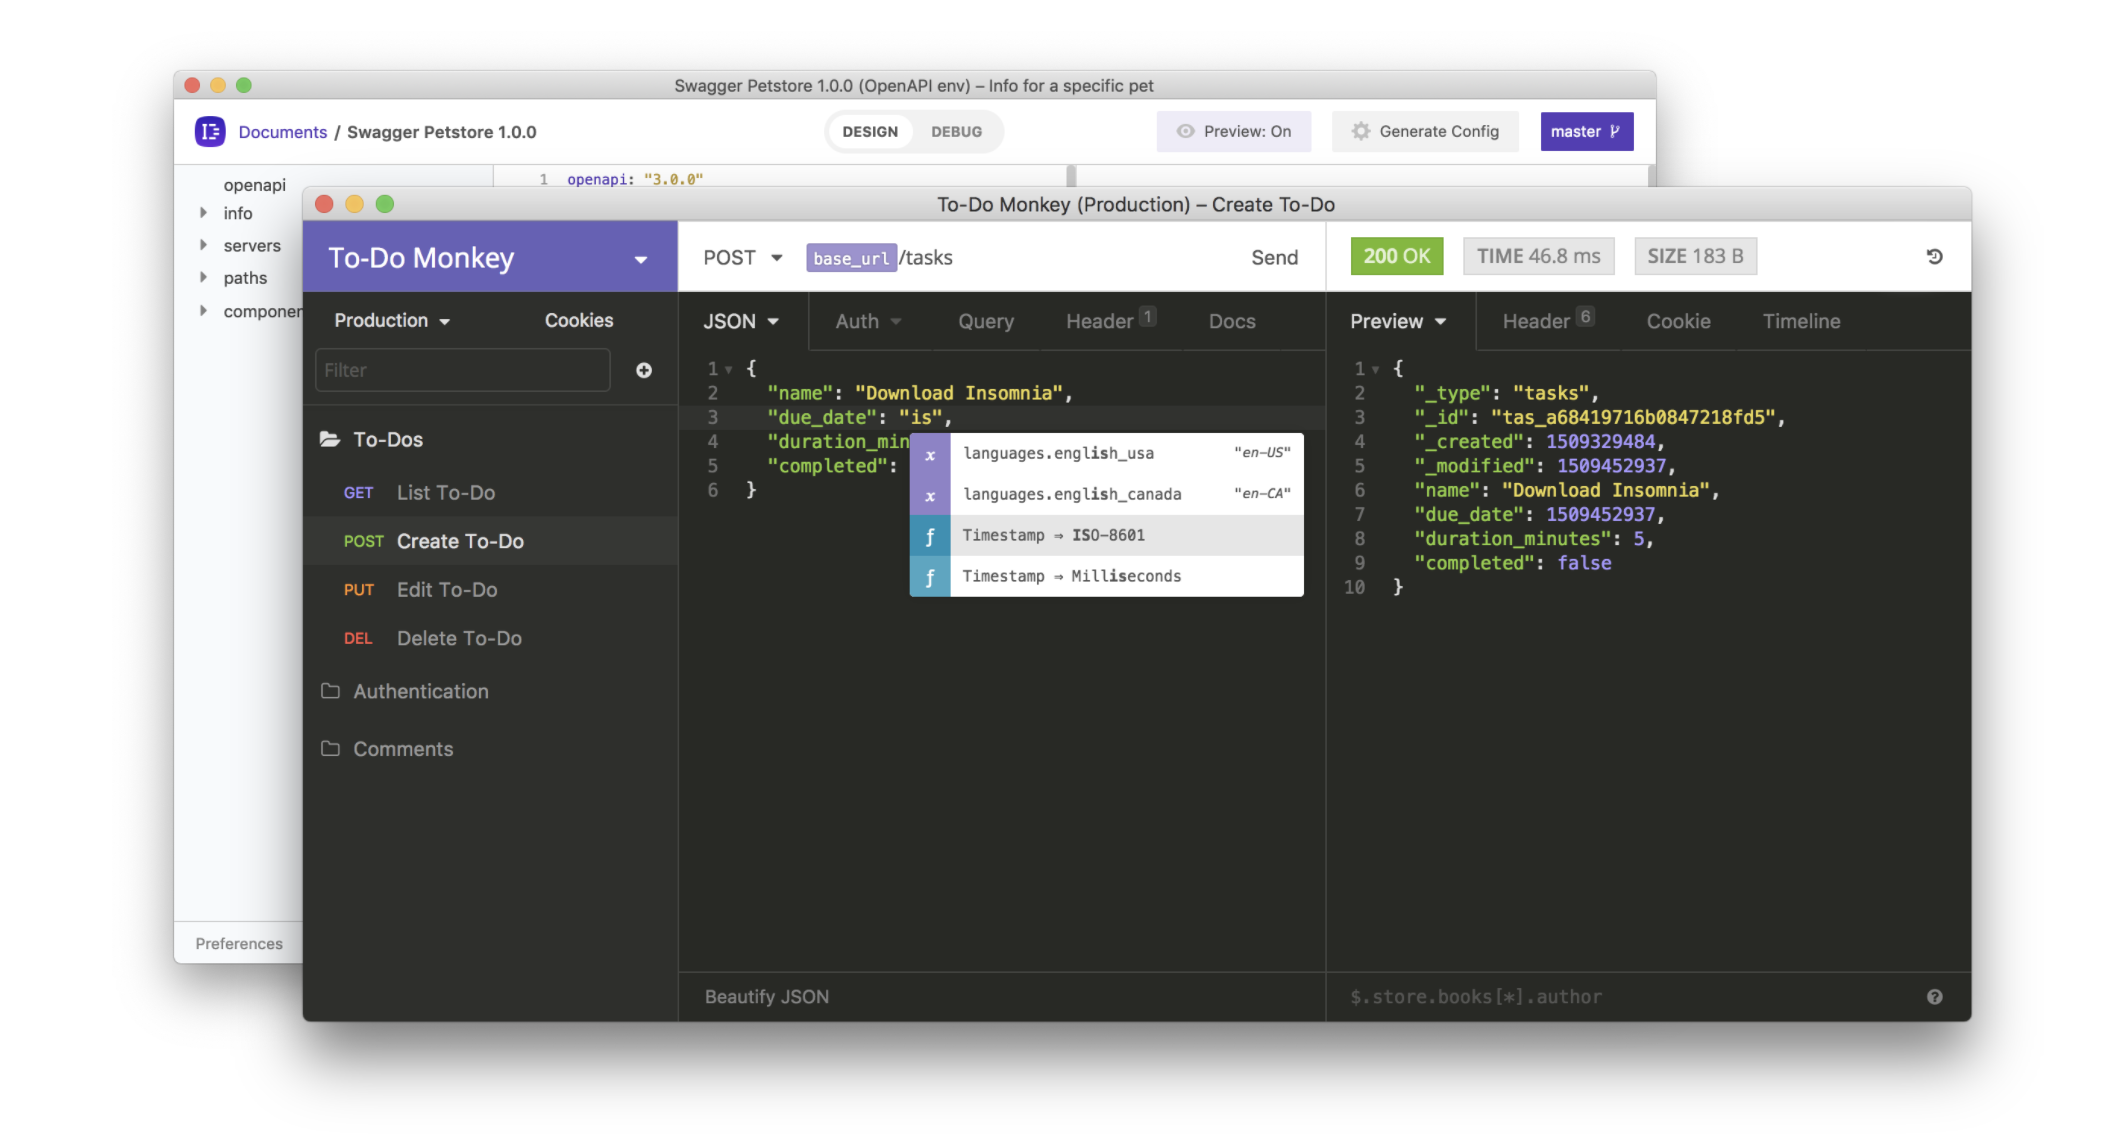 Swagger Petstore 1.0.0 (OpenAPI env) – Info for a specific pet
Documents / Swagger Petstore 1.0.0
DESIGN
DEBUG
Preview: On
Generate Config
master
openapi
info
servers
paths
componen
Preferences
1 openapi: "3.0.0"
To-Do Monkey (Production) – Create To-Do
To-Do Monkey
Production
Cookies
Filter
To-Dos
GET List To-Do
POST Create To-Do
PUT Edit To-Do
DEL Delete To-Do
Authentication
Comments
POST base_url/tasks
Send
JSON
Auth
Query
Header 1
Docs
1 {
2 "name": "Download Insomnia",
3 "due_date": "is",
4 "duration_min
5 "completed":
6 }
x languages.english_usa "en-US"
x languages.english_canada "en-CA"
ƒ Timestamp ⇒ ISO-8601
ƒ Timestamp ⇒ Milliseconds
Beautify JSON
200 OK
TIME 46.8 ms
SIZE 183 B
Preview
Header 6
Cookie
Timeline
1 {
2 "_type": "tasks",
3 "_id": "tas_a68419716b0847218fd5",
4 "_created": 1509329484,
5 "_modified": 1509452937,
6 "name": "Download Insomnia",
7 "due_date": 1509452937,
8 "duration_minutes": 5,
9 "completed": false
10 }
$.store.books[*].author